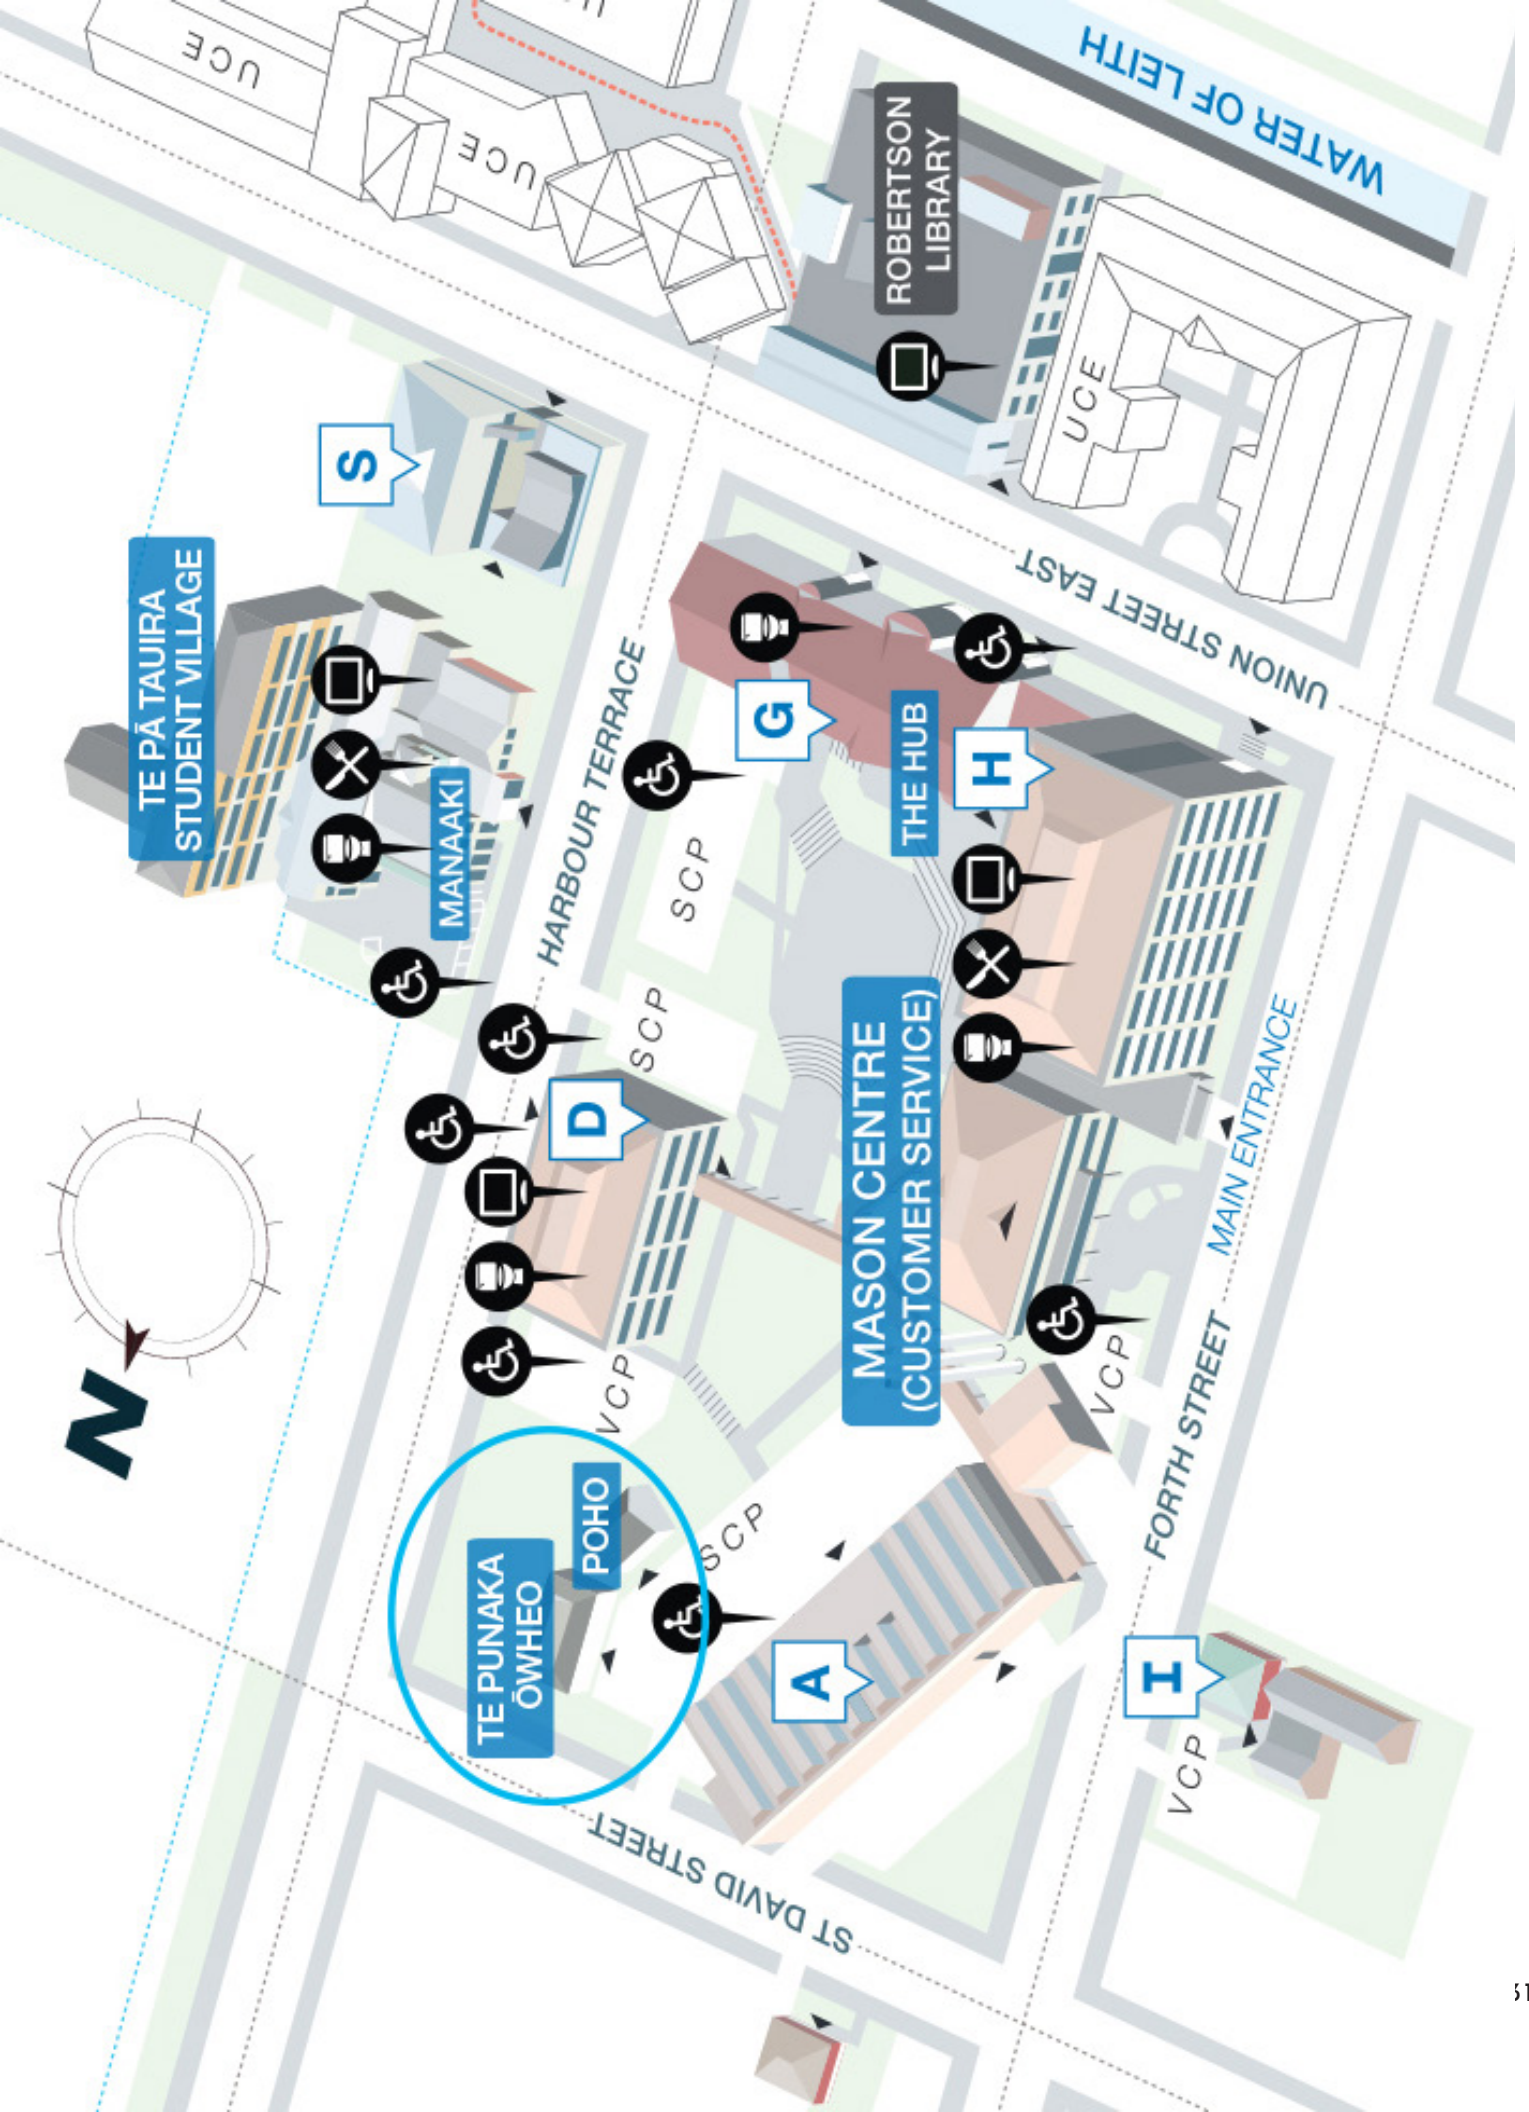 UCE
UCE
U
WATER OF LEITH
ROBERTSON
LIBRARY
S
UCE
TE PĀ TAUIRA
STUDENT VILLAGE
UNION STREET EAST
G
THE HUB
H
HARBOUR TERRACE
MANAAKI
SCP
SCP
D
MASON CENTRE
(CUSTOMER SERVICE)
MAIN ENTRANCE
N
VCP
VCP
FORTH STREET
POHO
TE PUNAKA
ŌWHEO
SCP
A
I
VCP
ST DAVID STREET
31